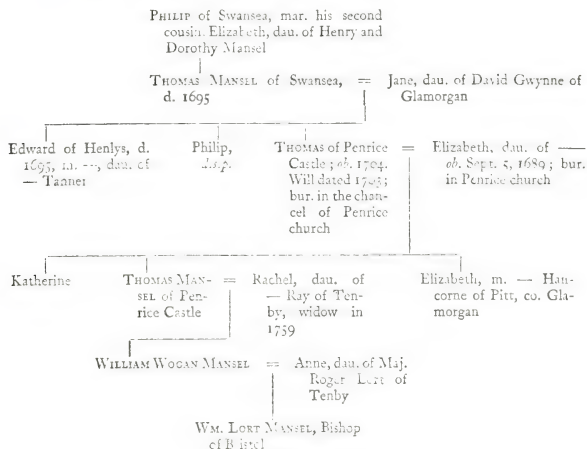 PHILIP of Swansea, mar. his second
cousin. Elizabeth, dau. of Henry and
Dorothy Mansel
THOMAS MANSEL of Swansea,
d. 1695
=
Jane, dau. of David Gwynne of
Glamorgan
Edward of Henlys, d.
1695, m. —, dau. of
— Tanner
Philip,
d.s.p.
THOMAS of Penrice
Castle; ob. 1704.
Will dated 1703;
bur. in the chan-
cel of Penrice
church
=
Elizabeth, dau. of —
ob. Sept. 5, 1689; bur.
in Penrice church
Katherine
THOMAS MAN-
SEL of Pen-
rice Castle
=
Rachel, dau. of
— Ray of Ten-
by, widow in
1759
Elizabeth, m. — Han-
corne of Pitt, co. Gla-
morgan
WILLIAM WOGAN MANSEL
=
Anne, dau. of Maj.
Roger Lort of
Tenby
WM. LORT MANSEL, Bishop
of Bristol